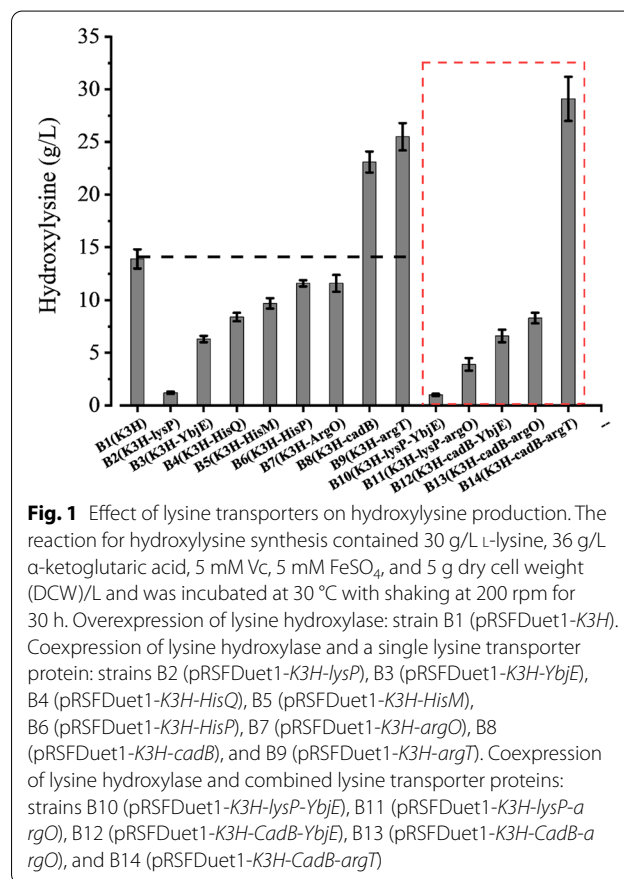 35
30
25
20
15
10
5
0
Hydroxylysine (g/L)
B1(K3H)
B2(K3H-lysP)
B3(K3H-YbjE)
B4(K3H-HisQ)
B5(K3H-HisM)
B6(K3H-HisP)
B7(K3H-ArgO)
B8(K3H-cadB)
B9(K3H-argT)
B10(K3H-lysP-YbjE)
B11(K3H-lysP-argO)
B12(K3H-cadB-YbjE)
B13(K3H-cadB-argO)
B14(K3H-cadB-argT)
--
Fig. 1 Effect of lysine transporters on hydroxylysine production. The
reaction for hydroxylysine synthesis contained 30 g/L L-lysine, 36 g/L
α-ketoglutaric acid, 5 mM Vc, 5 mM FeSO₄, and 5 g dry cell weight
(DCW)/L and was incubated at 30 °C with shaking at 200 rpm for
30 h. Overexpression of lysine hydroxylase: strain B1 (pRSFDuet1-K3H).
Coexpression of lysine hydroxylase and a single lysine transporter
protein: strains B2 (pRSFDuet1-K3H-lysP), B3 (pRSFDuet1-K3H-YbjE),
B4 (pRSFDuet1-K3H-HisQ), B5 (pRSFDuet1-K3H-HisM),
B6 (pRSFDuet1-K3H-HisP), B7 (pRSFDuet1-K3H-argO), B8
(pRSFDuet1-K3H-cadB), and B9 (pRSFDuet1-K3H-argT). Coexpression
of lysine hydroxylase and combined lysine transporter proteins:
strains B10 (pRSFDuet1-K3H-lysP-YbjE), B11 (pRSFDuet1-K3H-lysP-a
rgO), B12 (pRSFDuet1-K3H-CadB-YbjE), B13 (pRSFDuet1-K3H-CadB-a
rgO), and B14 (pRSFDuet1-K3H-CadB-argT)